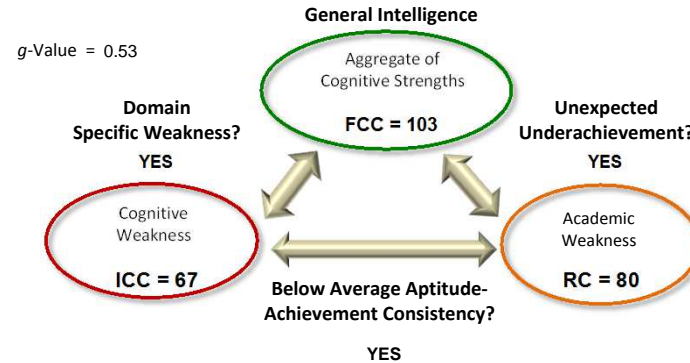 General Intelligence
g-Value = 0.53
Aggregate of
Cognitive Strengths
FCC = 103
Domain
Specific Weakness?
YES
Unexpected
Underachievement?
YES
Cognitive
Weakness
ICC = 67
Academic
Weakness
RC = 80
Below Average Aptitude-
Achievement Consistency?
YES